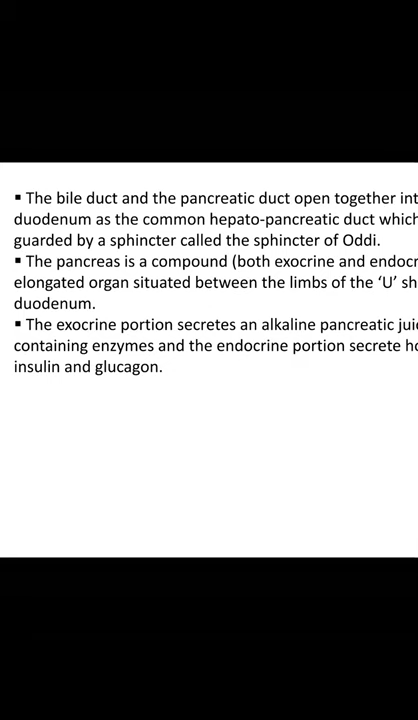 ▪ The bile duct and the pancreatic duct open together int
duodenum as the common hepato-pancreatic duct which
guarded by a sphincter called the sphincter of Oddi.
▪ The pancreas is a compound (both exocrine and endocr
elongated organ situated between the limbs of the ‘U’ sh
duodenum.
▪ The exocrine portion secretes an alkaline pancreatic jui
containing enzymes and the endocrine portion secrete ho
insulin and glucagon.